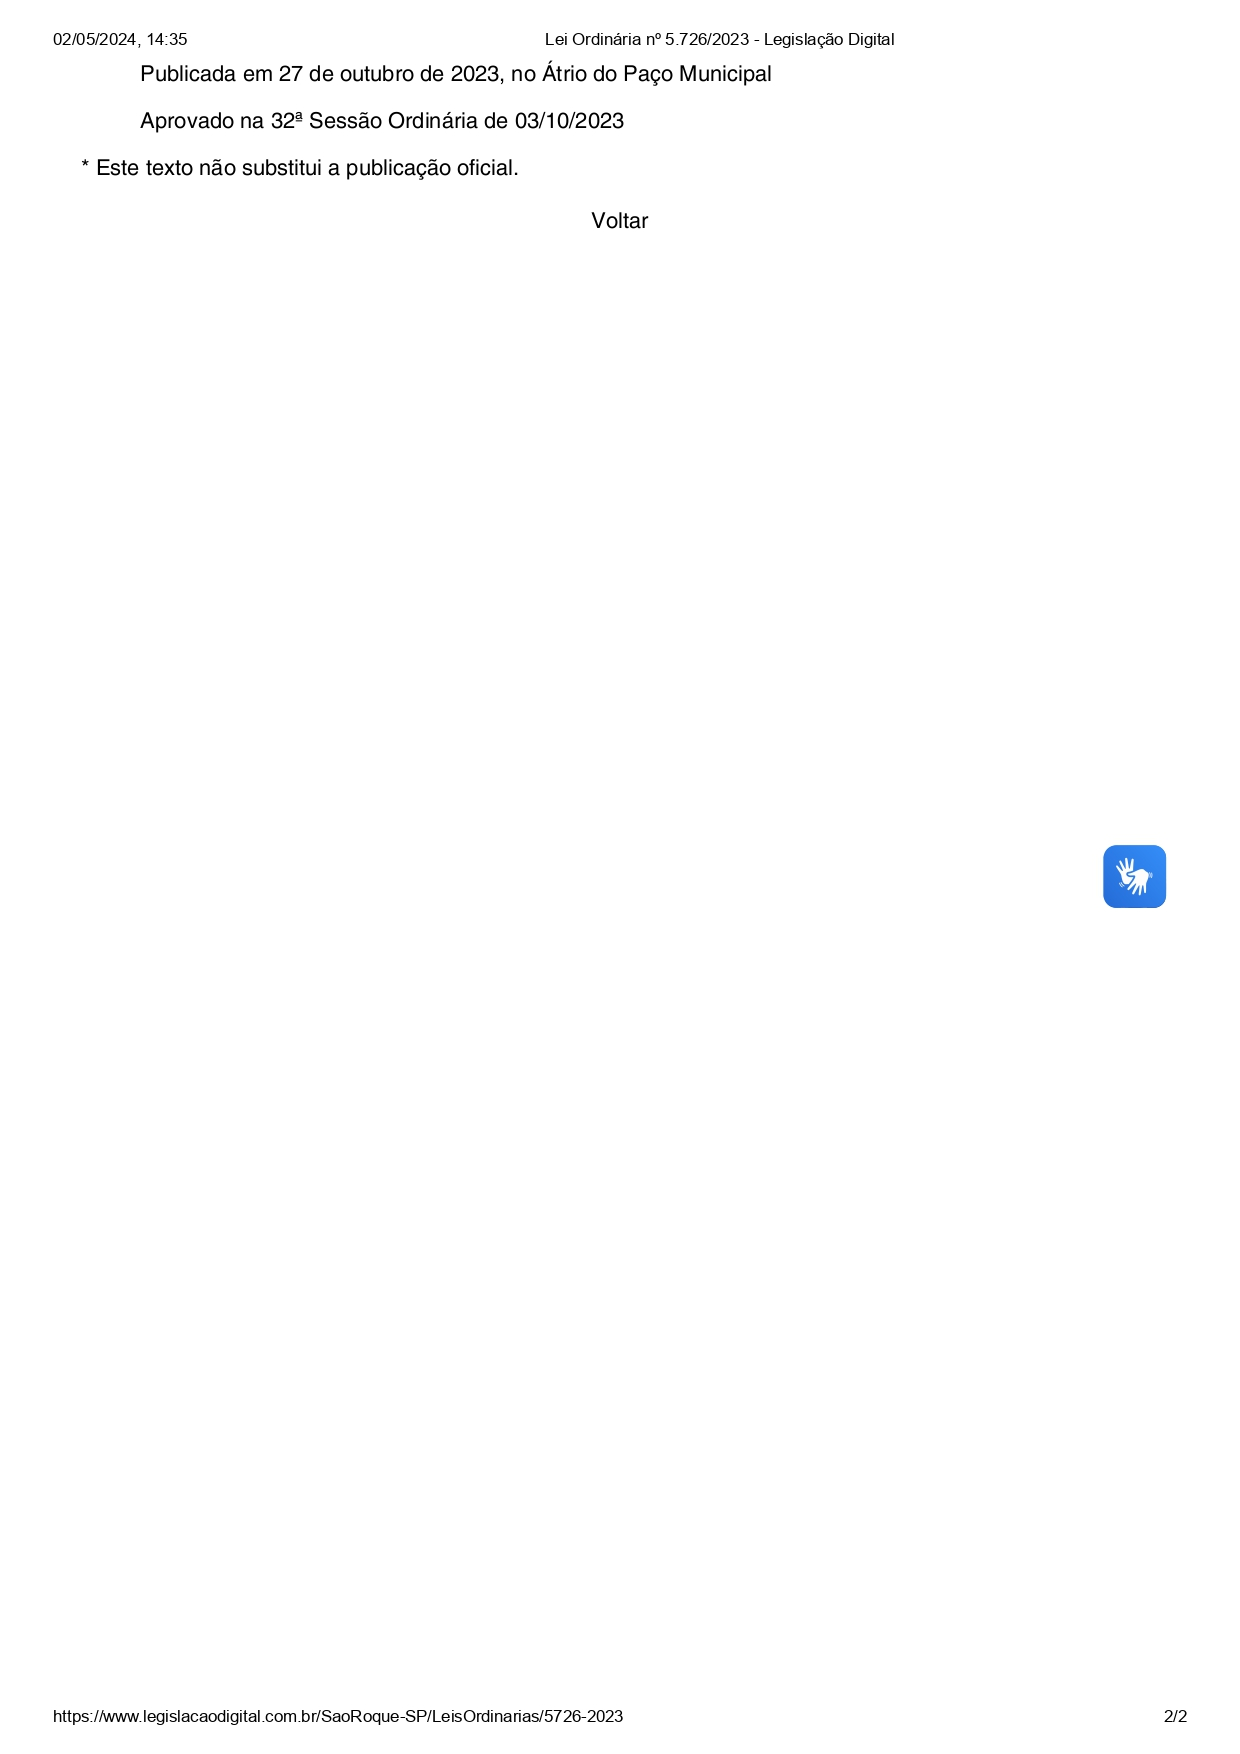 02/05/2024, 14:35 Lei Ordinária nº 5.726/2023 - Legislação Digital
Publicada em 27 de outubro de 2023, no Átrio do Paço Municipal
Aprovado na 32ª Sessão Ordinária de 03/10/2023
* Este texto não substitui a publicação oficial.
Voltar
https://www.legislacaodigital.com.br/SaoRoque-SP/LeisOrdinarias/5726-2023 2/2